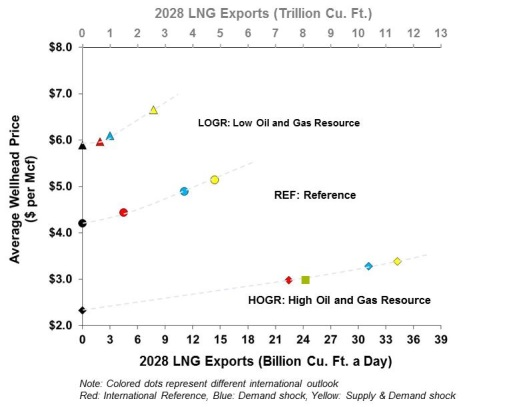 2028 LNG Exports (Trillion Cu. Ft.)
0 1 2 3 4 5 6 7 8 9 10 11 12 13
$8.0
$7.0
$6.0
$5.0
$4.0
$3.0
$2.0
Average Wellhead Price
($ per Mcf)
LOGR: Low Oil and Gas Resource
REF: Reference
HOGR: High Oil and Gas Resource
0 3 6 9 12 15 18 21 24 27 30 33 36 39
2028 LNG Exports (Billion Cu. Ft. a Day)
Note: Colored dots represent different international outlook
Red: International Reference, Blue: Demand shock, Yellow: Supply & Demand shock